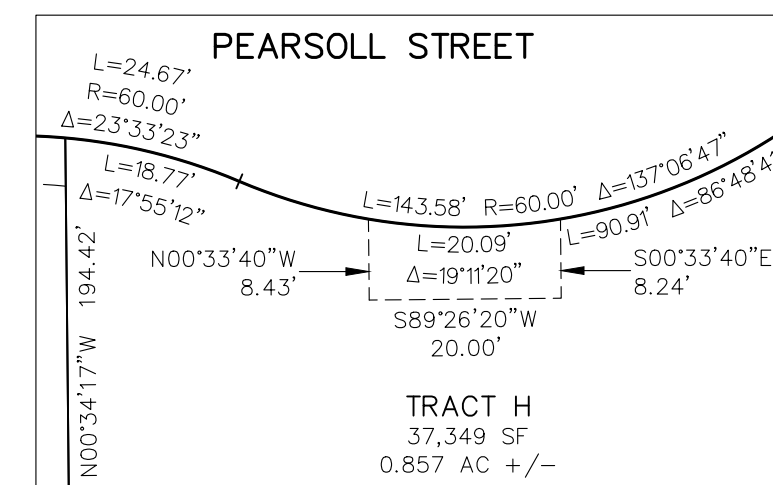 PEARSOLL STREET
L=24.67'
R=60.00'
Δ=23°33'23"
L=18.77'
Δ=17°55'12"
L=143.58' R=60.00' Δ=137°06'47"
L=90.91' Δ=86°48'4
L=20.09'
Δ=19°11'20"
N00°33'40"W
8.43'
S00°33'40"E
8.24'
S89°26'20"W
20.00'
N00°34'17"W 194.42'
TRACT H
37,349 SF
0.857 AC +/-